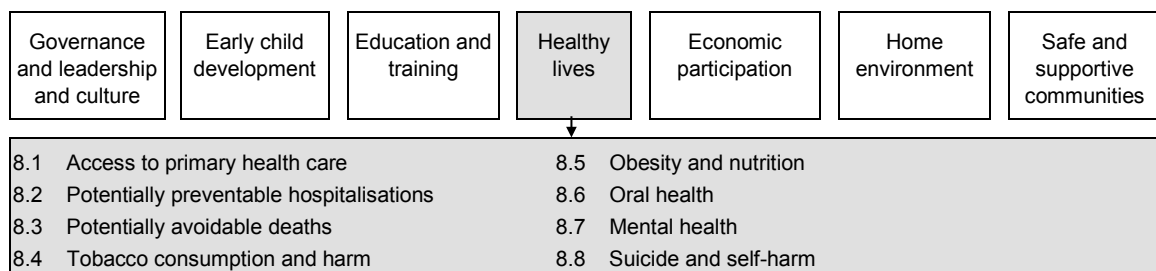 Governance
and leadership
and culture
Early child
development
Education and
training
Healthy
lives
Economic
participation
Home
environment
Safe and
supportive
communities
8.1 Access to primary health care
8.2 Potentially preventable hospitalisations
8.3 Potentially avoidable deaths
8.4 Tobacco consumption and harm
8.5 Obesity and nutrition
8.6 Oral health
8.7 Mental health
8.8 Suicide and self-harm